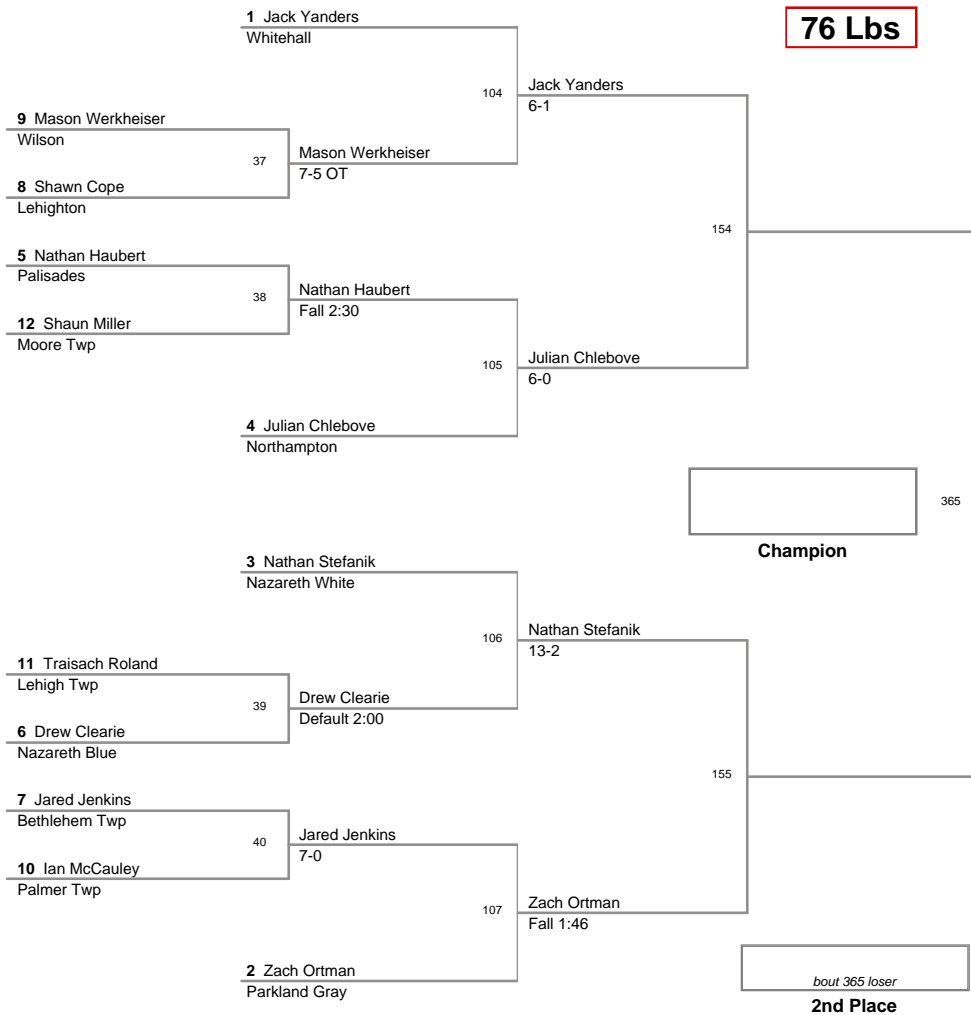 1 Jack Yanders
Whitehall
76 Lbs
104
Jack Yanders
6-1
9 Mason Werkheiser
Wilson
37
Mason Werkheiser
7-5 OT
8 Shawn Cope
Lehighton
154
5 Nathan Haubert
Palisades
38
Nathan Haubert
Fall 2:30
12 Shaun Miller
Moore Twp
105
Julian Chlebove
6-0
4 Julian Chlebove
Northampton
365
Champion
3 Nathan Stefanik
Nazareth White
106
Nathan Stefanik
13-2
11 Traisach Roland
Lehigh Twp
39
Drew Clearie
Default 2:00
6 Drew Clearie
Nazareth Blue
155
7 Jared Jenkins
Bethlehem Twp
40
Jared Jenkins
7-0
10 Ian McCauley
Palmer Twp
107
Zach Ortman
Fall 1:46
2 Zach Ortman
Parkland Gray
bout 365 loser
2nd Place